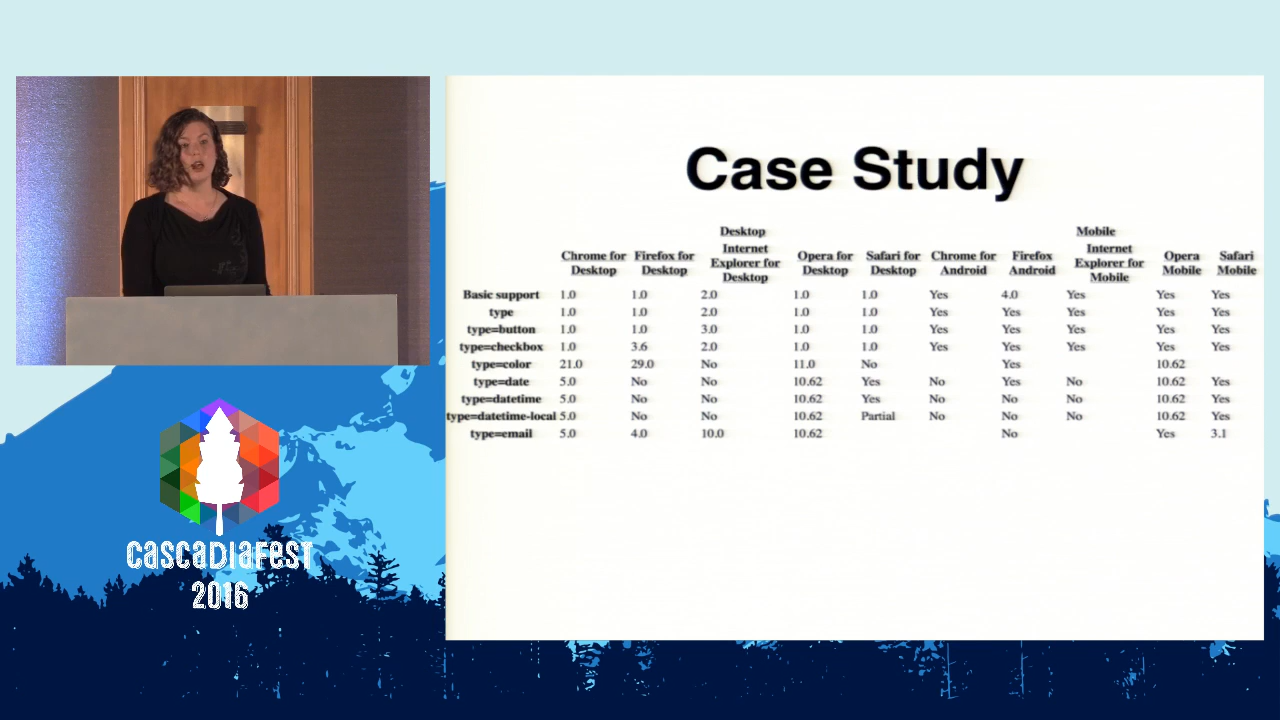 Case Study
Desktop Mobile
Chrome for Desktop Firefox for Desktop Internet Explorer for Desktop Opera for Desktop Safari for Desktop Chrome for Android Firefox Android Internet Explorer for Mobile Opera Mobile Safari Mobile
Basic support 1.0 1.0 2.0 1.0 1.0 Yes 4.0 Yes Yes Yes
type 1.0 1.0 2.0 1.0 1.0 Yes Yes Yes Yes Yes
type=button 1.0 1.0 3.0 1.0 1.0 Yes Yes Yes Yes Yes
type=checkbox 1.0 3.6 2.0 1.0 1.0 Yes Yes Yes Yes Yes
type=color 21.0 29.0 No 11.0 No Yes 10.62
type=date 5.0 No No 10.62 Yes No Yes No 10.62 Yes
type=datetime 5.0 No No 10.62 Yes No No No 10.62 Yes
type=datetime-local 5.0 No No 10.62 Partial No No No 10.62 Yes
type=email 5.0 4.0 10.0 10.62 No Yes 3.1
CascadiaFest
2016